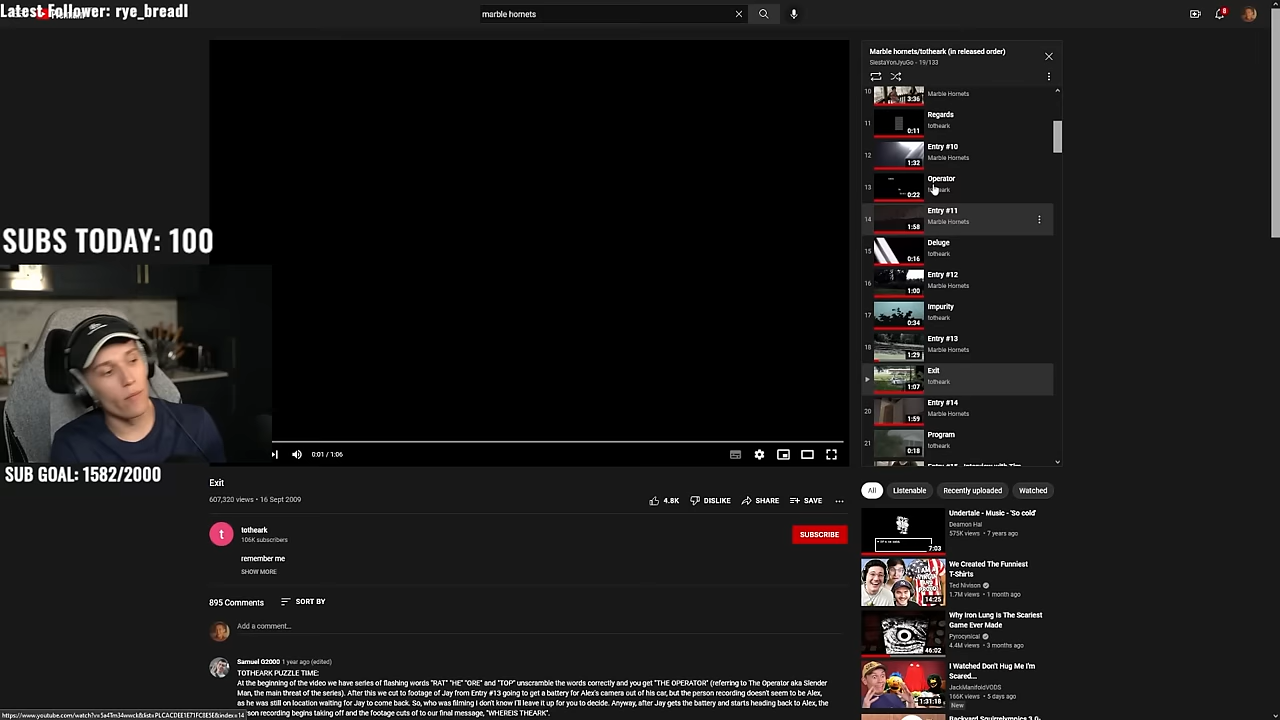 Latest Follower: rye_breadl
marble hornets
8
SUBS TODAY: 100
SUB GOAL: 1582/2000
0:01 / 1:06
Exit
607,320 views • 16 Sept 2009
4.8K
DISLIKE
SHARE
SAVE
t
totheark
106K subscribers
SUBSCRIBE
remember me
SHOW MORE
895 Comments
SORT BY
Add a comment...
Samuel G2000 1 year ago (edited)
TOTHEARK PUZZLE TIME:
At the beginning of the video we have series of flashing words "RAT" "HE" "ORE" and "TOP" unscramble the words correctly and you get "THE OPERATOR" (referring to The Operator aka Slender
Man, the main threat of the series). After this we cut to footage of Jay from Entry #13 going to get a battery for Alex's camera out of his car, but the person recording doesn't seem to be Alex,
as he was still on location waiting for Jay to come back. So, who was filming I don't know I'll leave it up for you to decide. Anyway, after Jay gets the battery and starts heading back to Alex, the
son recording begins taking off and the footage cuts of to our final message, "WHEREIS THEARK".
Marble hornets/totheark (in released order)
SiestaYonJyuGo - 19/133
10
3:36
Marble Hornets
11
0:11
Regards
totheark
12
1:32
Entry #10
Marble Hornets
13
0:22
Operator
14
1:58
Entry #11
Marble Hornets
15
0:16
Deluge
totheark
16
1:00
Entry #12
Marble Hornets
17
0:34
Impurity
totheark
18
1:29
Entry #13
Marble Hornets
1:07
Exit
totheark
20
1:59
Entry #14
Marble Hornets
21
0:18
Program
totheark
Entry #15 - Interview with Tim
All
Listenable
Recently uploaded
Watched
7:03
Undertale - Music - 'So cold'
Deamon Hal
575K views • 7 years ago
14:25
We Created The Funniest
T-Shirts
Ted Nivison
1.7M views • 1 month ago
46:02
Why Iron Lung Is The Scariest
Game Ever Made
Pyrocynical
4.4M views • 3 months ago
1:31:18
I Watched Don't Hug Me I'm
Scared...
JackManifoldVODS
166K views • 5 days ago
New
Backyard Squirrelympics 3.0-